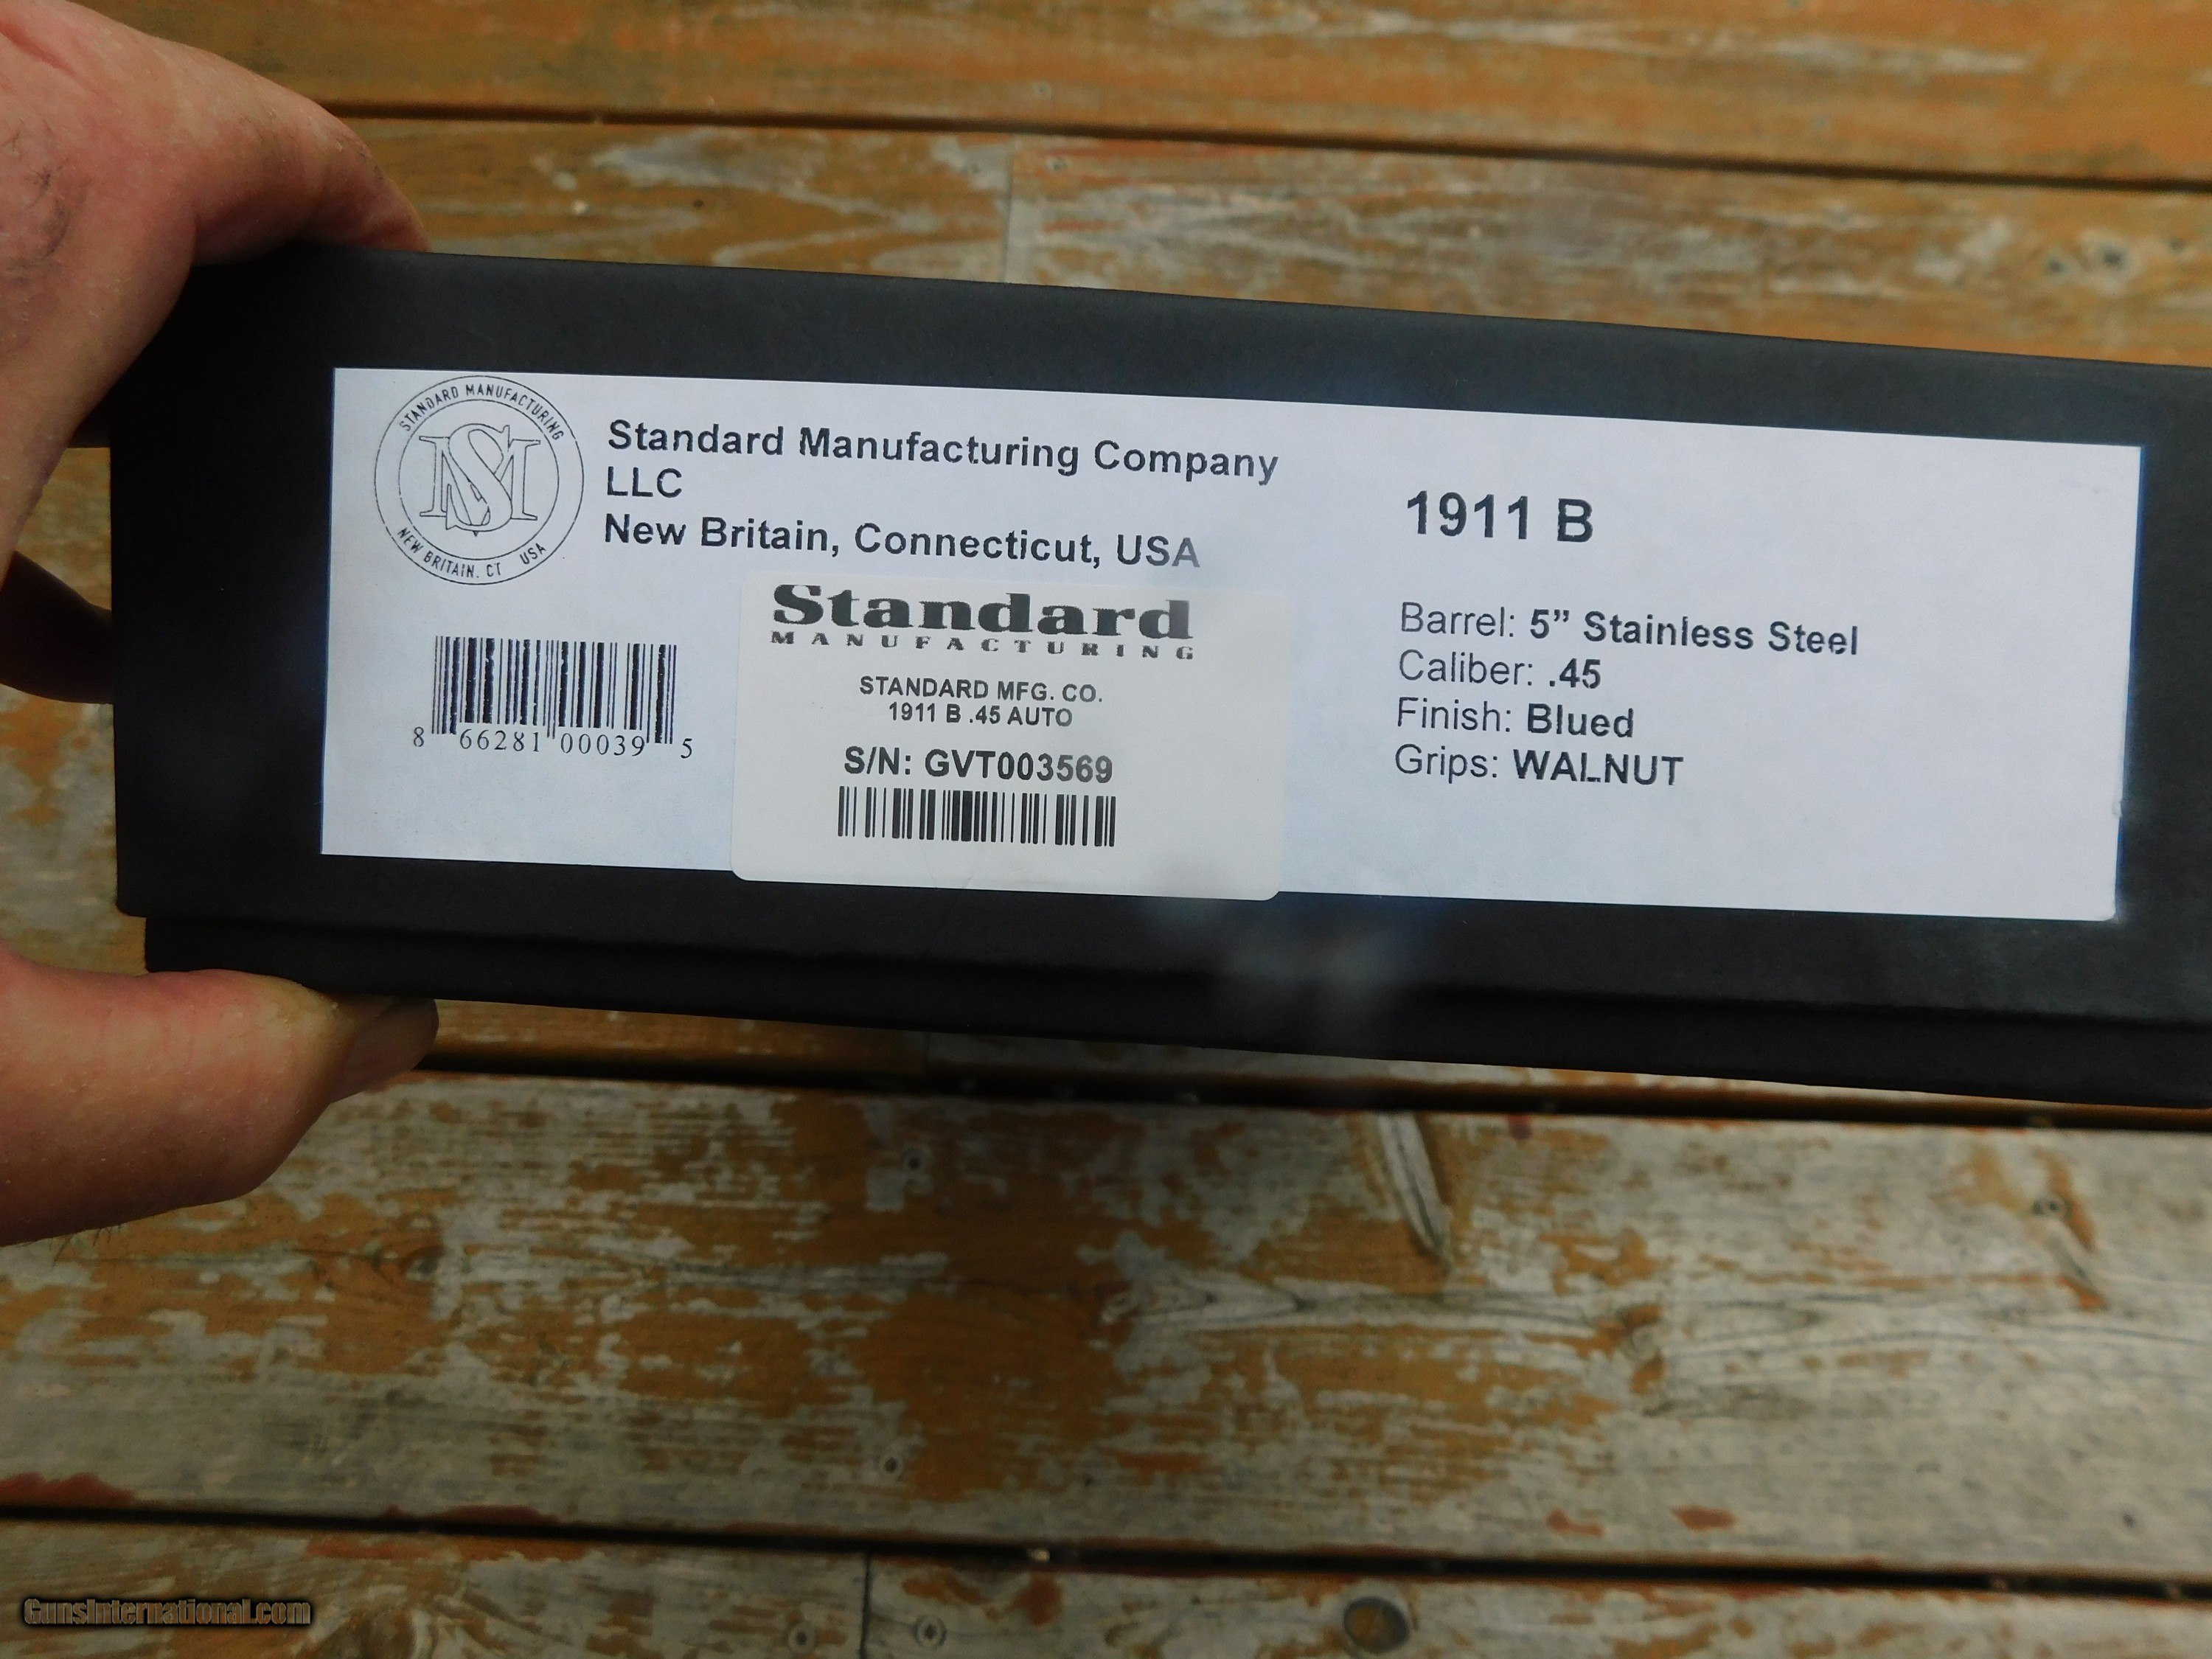 STANDARD MANUFACTURING
SM
NEW BRITAIN, CT USA
Standard Manufacturing Company
LLC
New Britain, Connecticut, USA
8 66281 00039 5
Standard
MANUFACTURING
STANDARD MFG. CO.
1911 B .45 AUTO
S/N: GVT003569
1911 B
Barrel: 5” Stainless Steel
Caliber: .45
Finish: Blued
Grips: WALNUT
GunsInternational.com